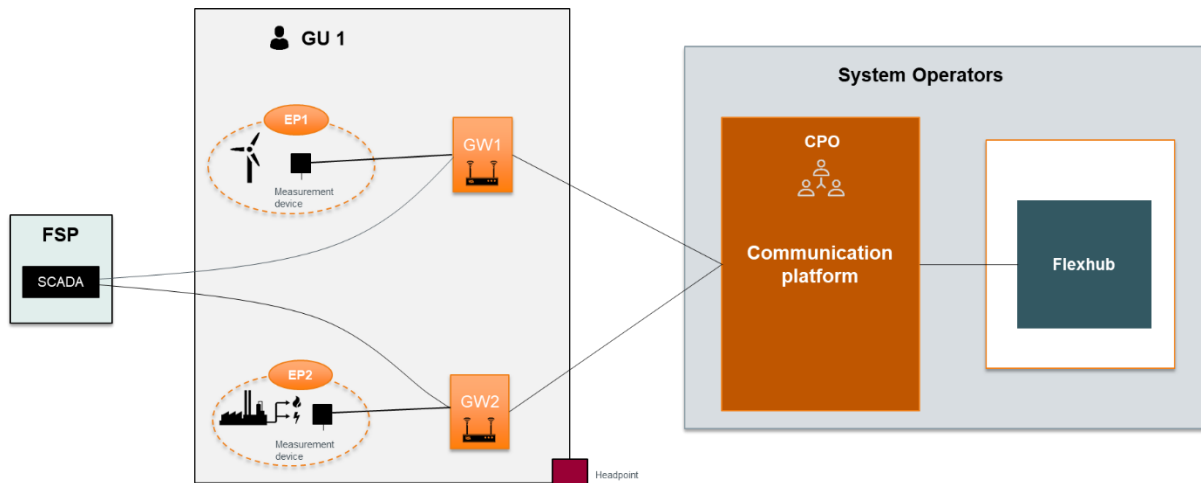 GU 1
EP1
Measurement
device
GW1
FSP
SCADA
EP2
Measurement
device
GW2
Headpoint
System Operators
CPO
Communication
platform
Flexhub